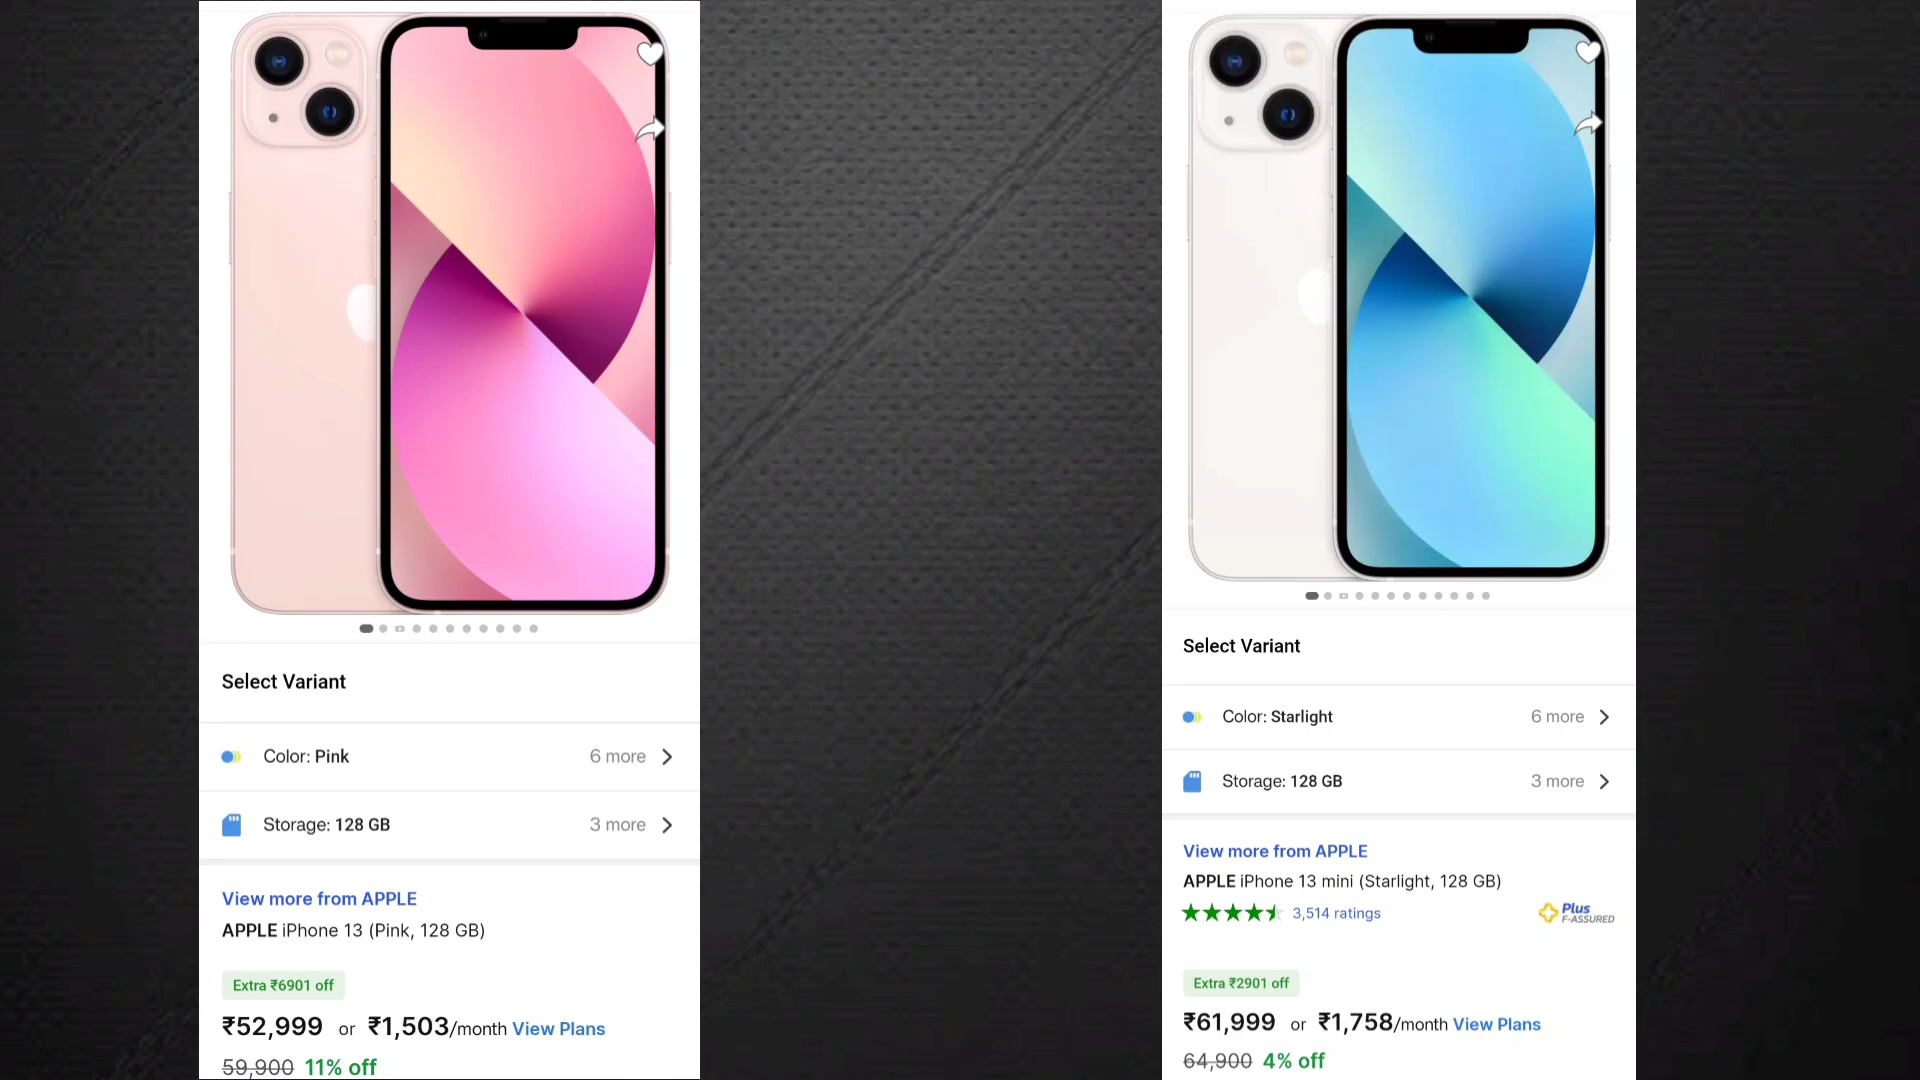 Select Variant
Color: Pink 6 more
Storage: 128 GB 3 more
View more from APPLE
APPLE iPhone 13 (Pink, 128 GB)
Extra ₹6901 off
₹52,999 or ₹1,503/month View Plans
59,900 11% off
Select Variant
Color: Starlight 6 more
Storage: 128 GB 3 more
View more from APPLE
APPLE iPhone 13 mini (Starlight, 128 GB)
3,514 ratings
Plus
F-ASSURED
Extra ₹2901 off
₹61,999 or ₹1,758/month View Plans
64,900 4% off